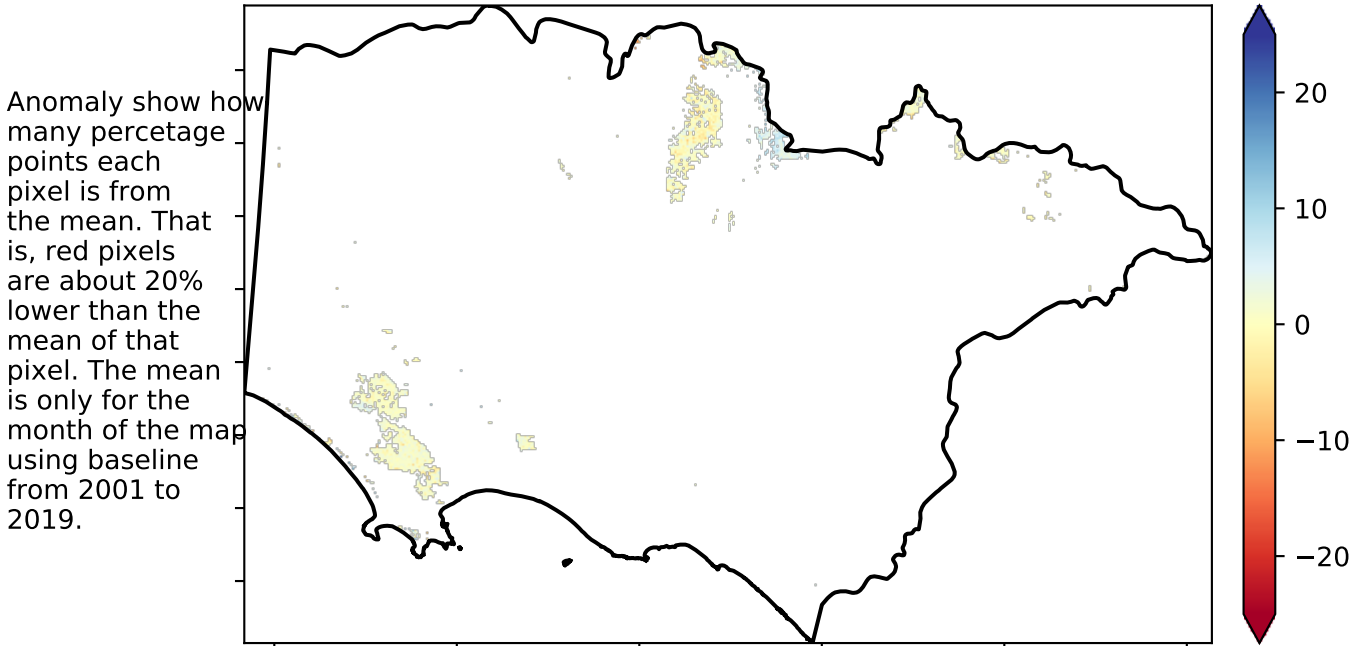 Anomaly show how
many percetage
points each
pixel is from
the mean. That
is, red pixels
are about 20%
lower than the
mean of that
pixel. The mean
is only for the
month of the map
using baseline
from 2001 to
2019.
20
10
0
−10
−20